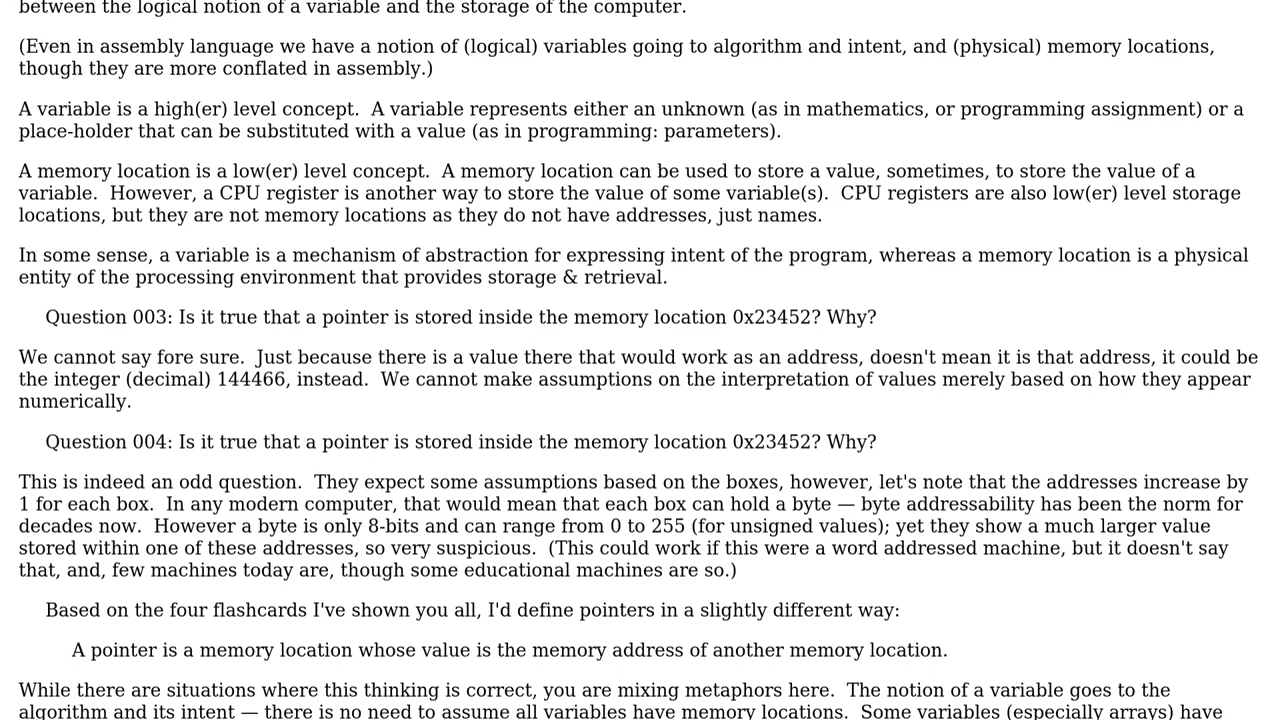 between the logical notion of a variable and the storage of the computer.
(Even in assembly language we have a notion of (logical) variables going to algorithm and intent, and (physical) memory locations,
though they are more conflated in assembly.)
A variable is a high(er) level concept.  A variable represents either an unknown (as in mathematics, or programming assignment) or a
place-holder that can be substituted with a value (as in programming: parameters).
A memory location is a low(er) level concept.  A memory location can be used to store a value, sometimes, to store the value of a
variable.  However, a CPU register is another way to store the value of some variable(s).  CPU registers are also low(er) level storage
locations, but they are not memory locations as they do not have addresses, just names.
In some sense, a variable is a mechanism of abstraction for expressing intent of the program, whereas a memory location is a physical
entity of the processing environment that provides storage & retrieval.
Question 003: Is it true that a pointer is stored inside the memory location 0x23452? Why?
We cannot say fore sure.  Just because there is a value there that would work as an address, doesn't mean it is that address, it could be
the integer (decimal) 144466, instead.  We cannot make assumptions on the interpretation of values merely based on how they appear
numerically.
Question 004: Is it true that a pointer is stored inside the memory location 0x23452? Why?
This is indeed an odd question.  They expect some assumptions based on the boxes, however, let's note that the addresses increase by
1 for each box.  In any modern computer, that would mean that each box can hold a byte — byte addressability has been the norm for
decades now.  However a byte is only 8-bits and can range from 0 to 255 (for unsigned values); yet they show a much larger value
stored within one of these addresses, so very suspicious.  (This could work if this were a word addressed machine, but it doesn't say
that, and, few machines today are, though some educational machines are so.)
Based on the four flashcards I've shown you all, I'd define pointers in a slightly different way:
A pointer is a memory location whose value is the memory address of another memory location.
While there are situations where this thinking is correct, you are mixing metaphors here.  The notion of a variable goes to the
algorithm and its intent — there is no need to assume all variables have memory locations.  Some variables (especially arrays) have